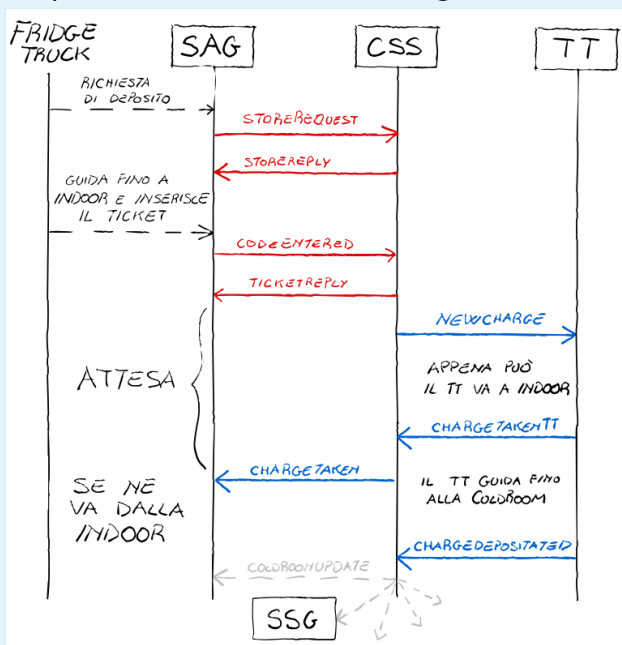 FRIDGE
TRUCK
SAG
CSS
TT
RICHIESTA
DI DEPOSITO
STOREREQUEST
STOREREPLY
GUIDA FINO A
INDOOR E INSERISCE
IL TICKET
CODEENTERED
TICKETREPLY
NEWCHARGE
ATTESA
APPENA PUÒ
IL TT VA A INDOOR
CHARGETAKENTT
CHARGETAKEN
SE NE
VA DALLA
INDOOR
IL TT GUIDA FINO
ALLA COLDROOM
CHARGEDEPOSITATED
COLDROOMUPDATE
SSG